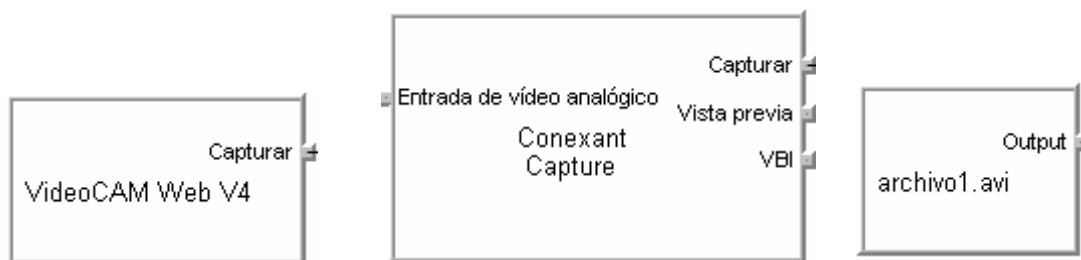 Capturar
VideoCAM Web V4
Capturar
Entrada de vídeo analógico
Vista previa
Conexant
Capture
VBI
Output
archivo1.avi